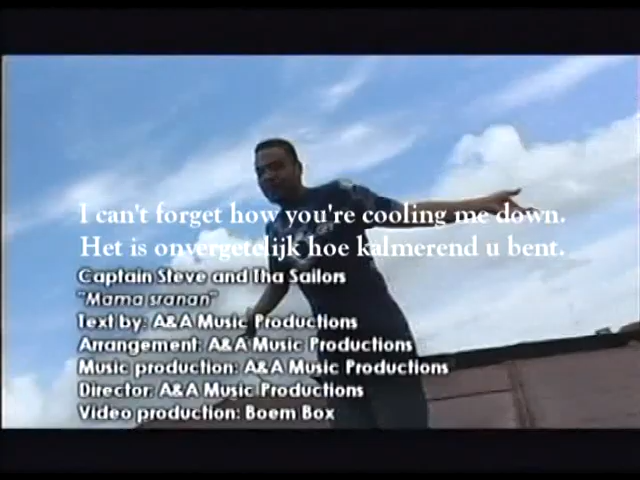 I can't forget how you're cooling me down.
Het is onvergetelijk hoe kalmerend u bent.
Captain Steve and Tha Sailors
"Mama sranan"
Text by: A&A Music Productions
Arrangement: A&A Music Productions
Music production: A&A Music Productions
Director: A&A Music Productions
Video production: Boem Box